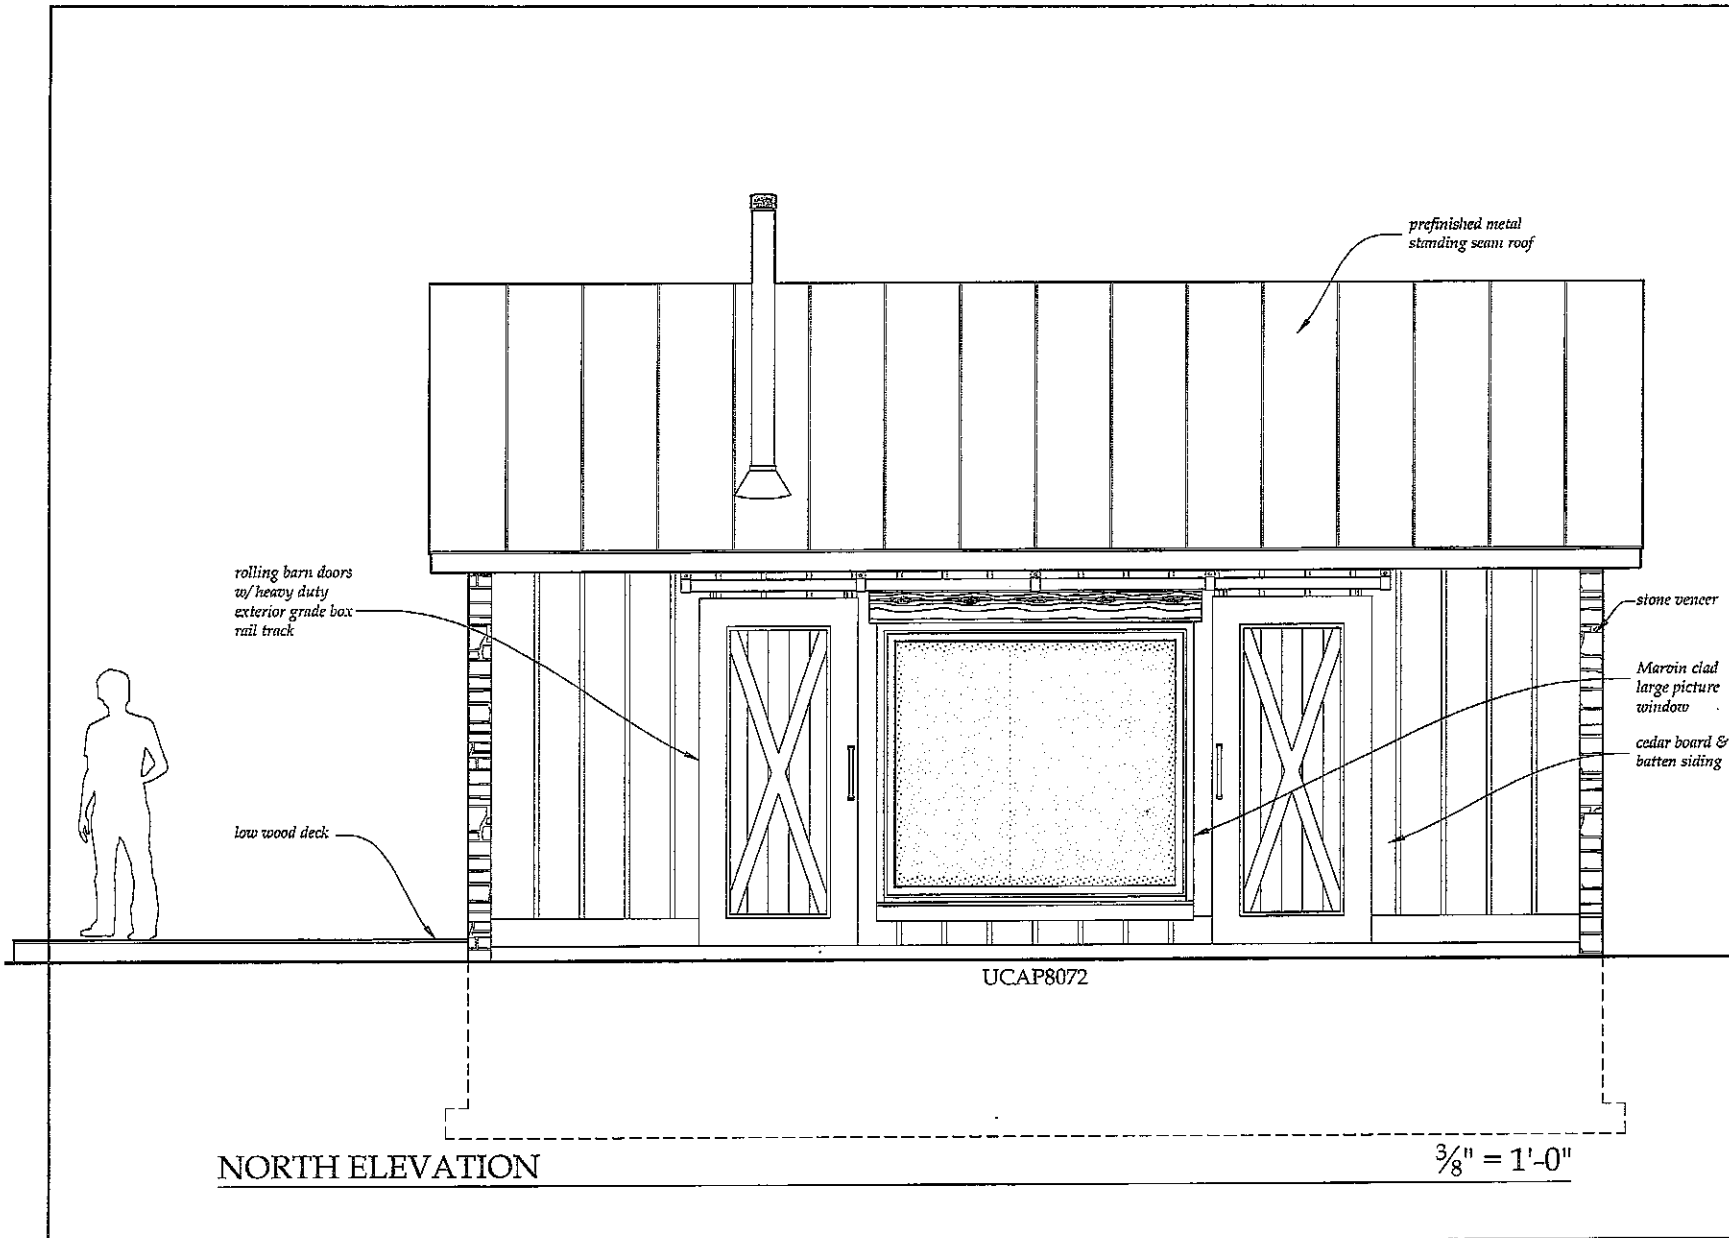 prefinished metal
standing seam roof
rolling barn doors
w/ heavy duty
exterior grade box
rail track
stone veneer
Marvin clad
large picture
window
cedar board &
batten siding
low wood deck
UCAP8072
NORTH ELEVATION
3/8" = 1'-0"